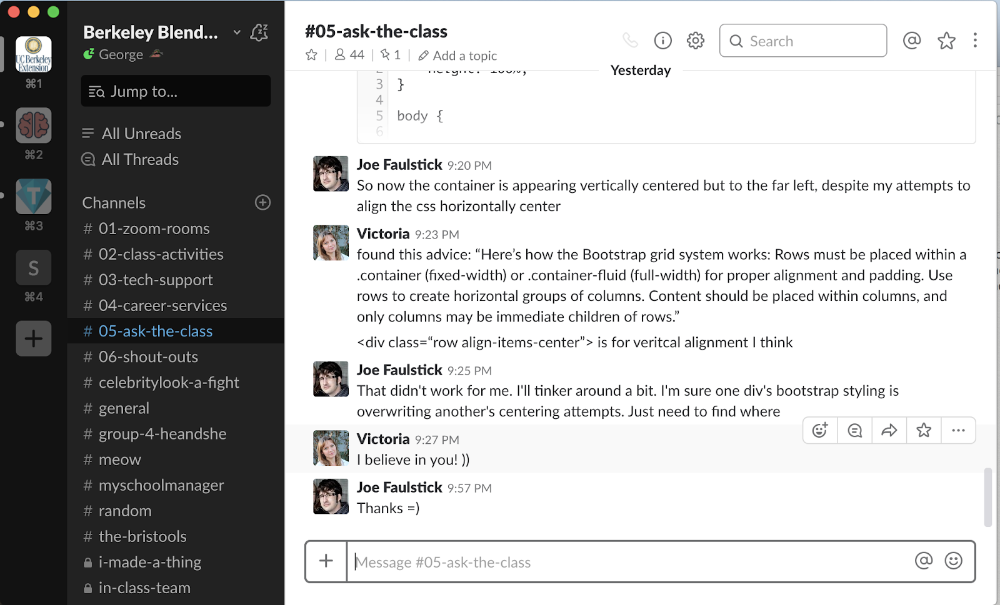 UC Berkeley
Extension
⌘1
⌘2
T
⌘3
S
⌘4
Berkeley Blend...
George
Jump to...
All Unreads
All Threads
Channels
# 01-zoom-rooms
# 02-class-activities
# 03-tech-support
# 04-career-services
# 05-ask-the-class
# 06-shout-outs
# celebritylook-a-fight
# general
# group-4-heandshe
# meow
# myschoolmanager
# random
# the-bristools
i-made-a-thing
in-class-team
#05-ask-the-class
44 | 1 | Add a topic
Search
Yesterday
2 height: 100%;
3 }
4
5 body {
6
Joe Faulstick 9:20 PM
So now the container is appearing vertically centered but to the far left, despite my attempts to
align the css horizontally center
Victoria 9:23 PM
found this advice: “Here’s how the Bootstrap grid system works: Rows must be placed within a
.container (fixed-width) or .container-fluid (full-width) for proper alignment and padding. Use
rows to create horizontal groups of columns. Content should be placed within columns, and
only columns may be immediate children of rows.”
<div class=“row align-items-center”> is for veritcal alignment I think
Joe Faulstick 9:25 PM
That didn't work for me. I'll tinker around a bit. I'm sure one div's bootstrap styling is
overwriting another's centering attempts. Just need to find where
Victoria 9:27 PM
I believe in you! ))
Joe Faulstick 9:57 PM
Thanks =)
Message #05-ask-the-class